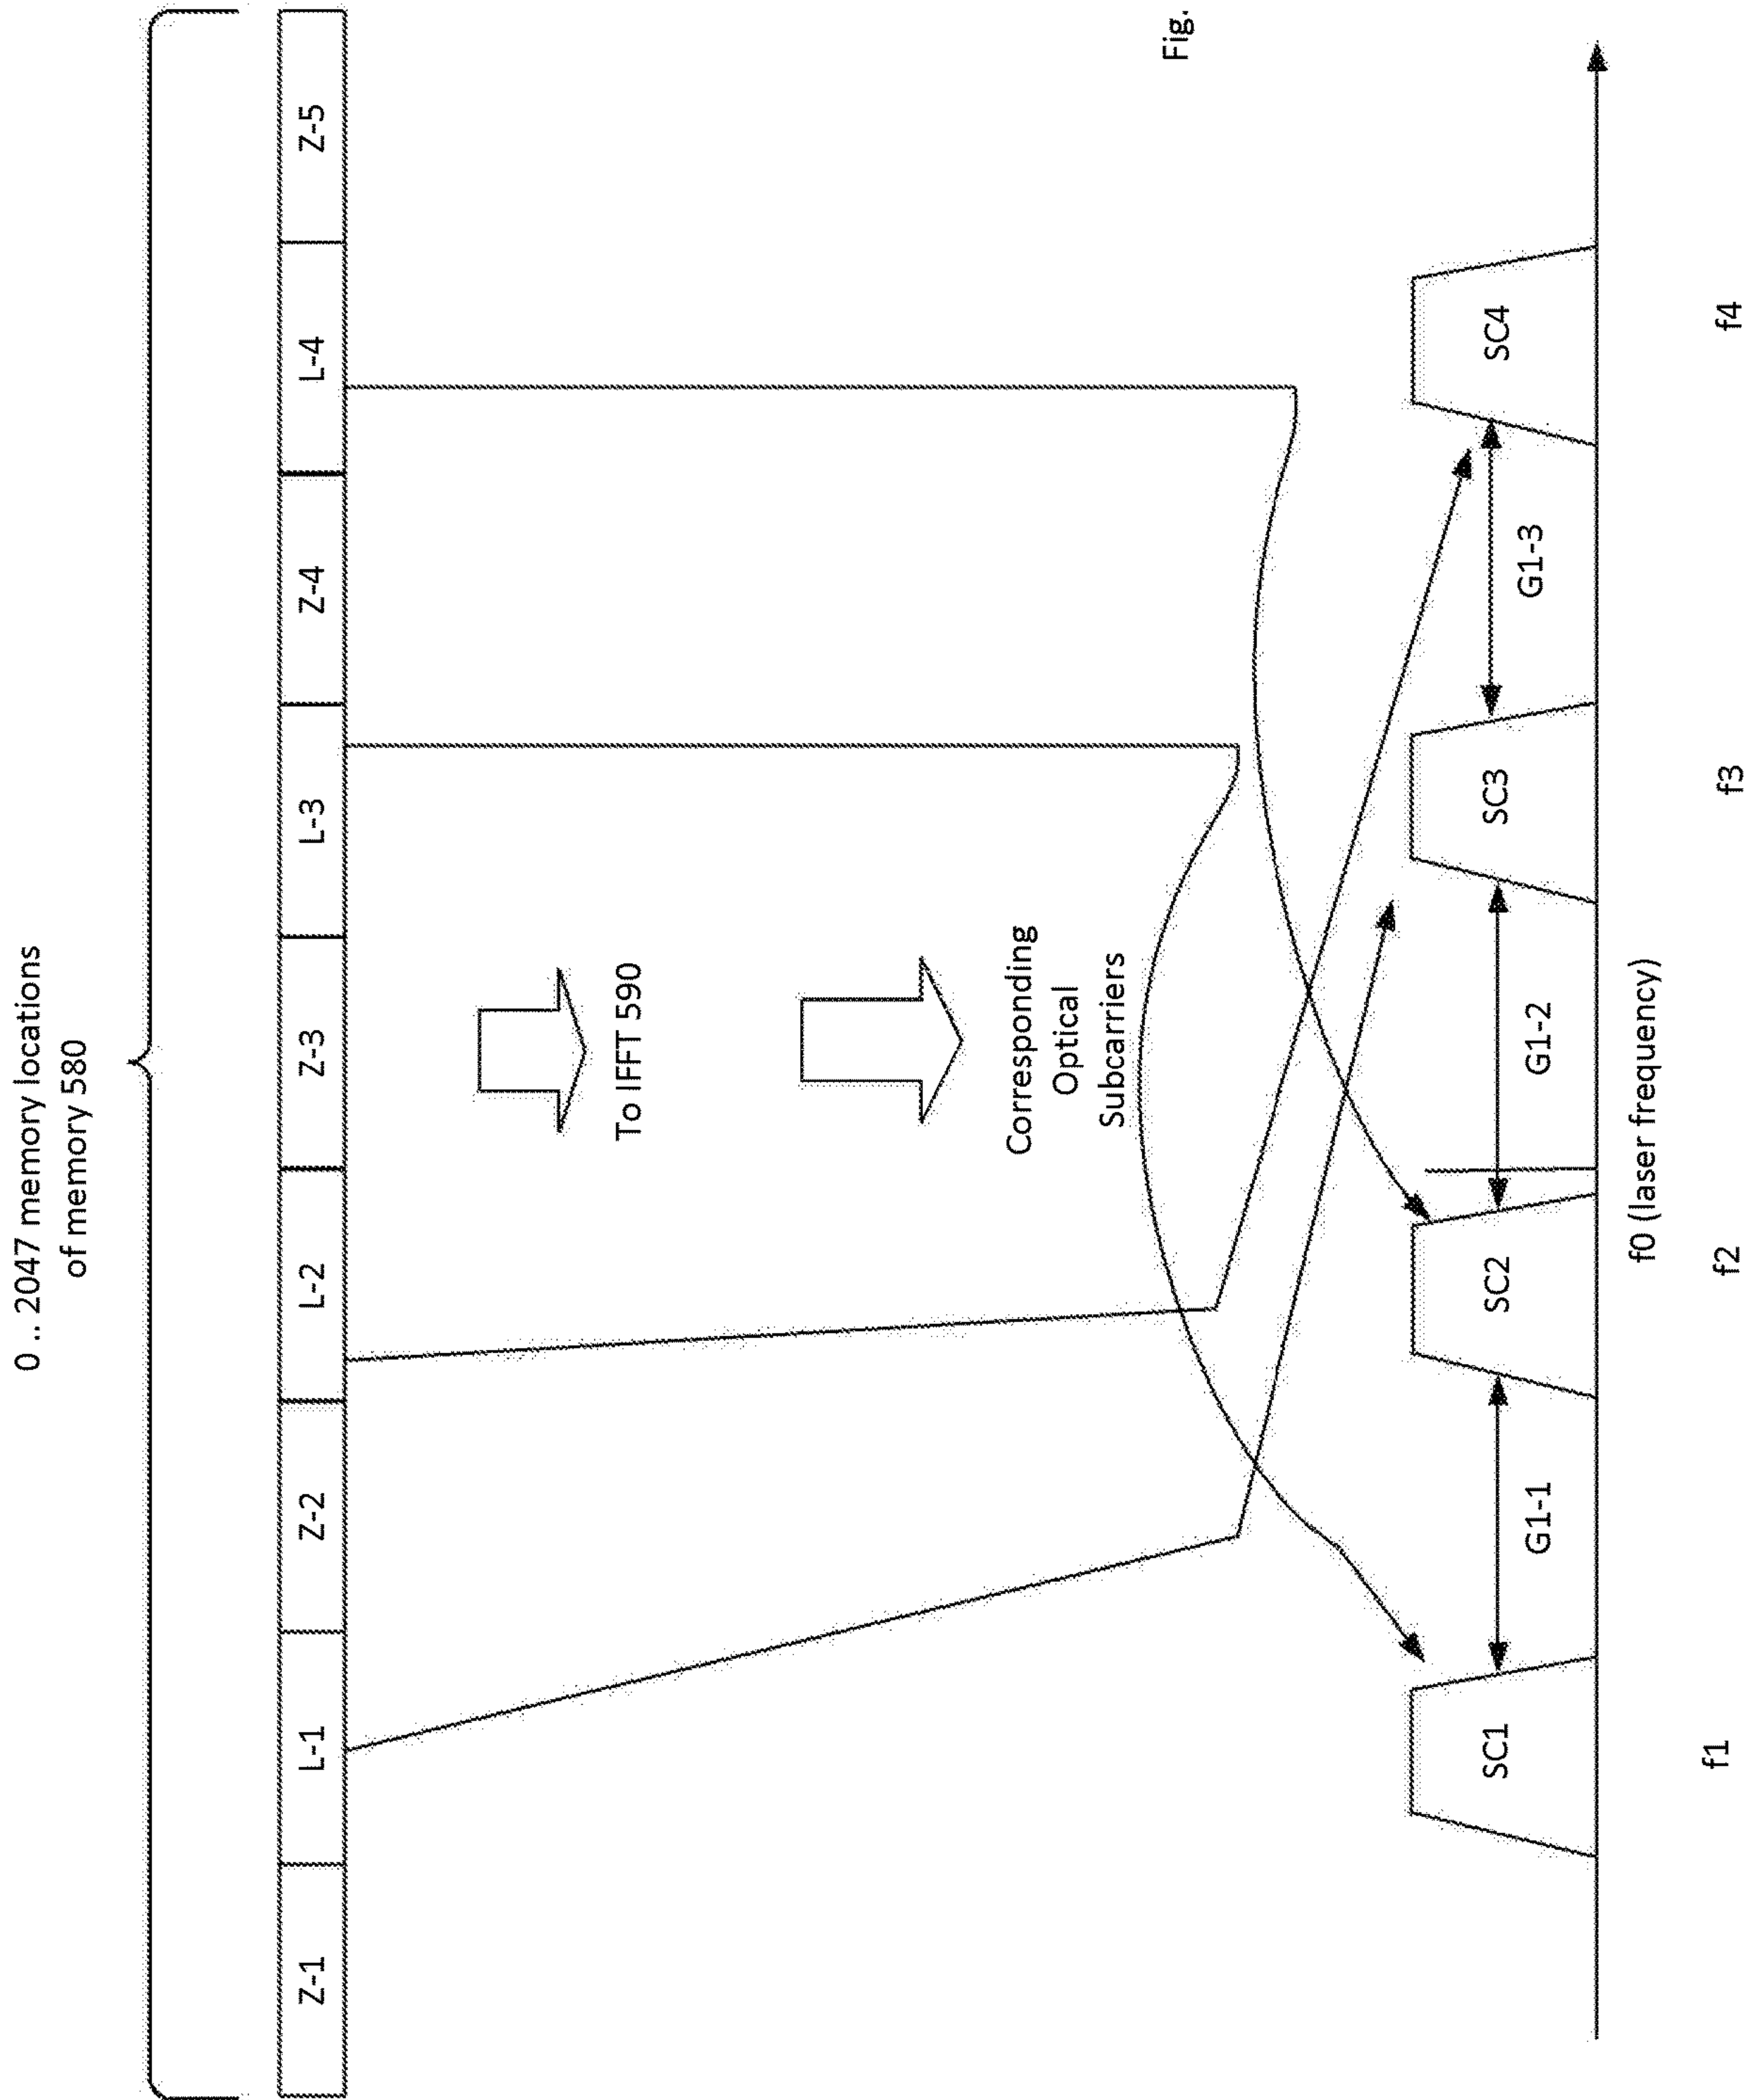 0 .. 2047 memory locations
of memory 580
Z-1
L-1
Z-2
L-2
Z-3
L-3
Z-4
L-4
Z-5
To IFFT 590
Corresponding
Optical
Subcarriers
Fig.
SC1
SC2
SC3
SC4
G1-1
G1-2
G1-3
f0 (laser frequency)
f1
f2
f3
f4